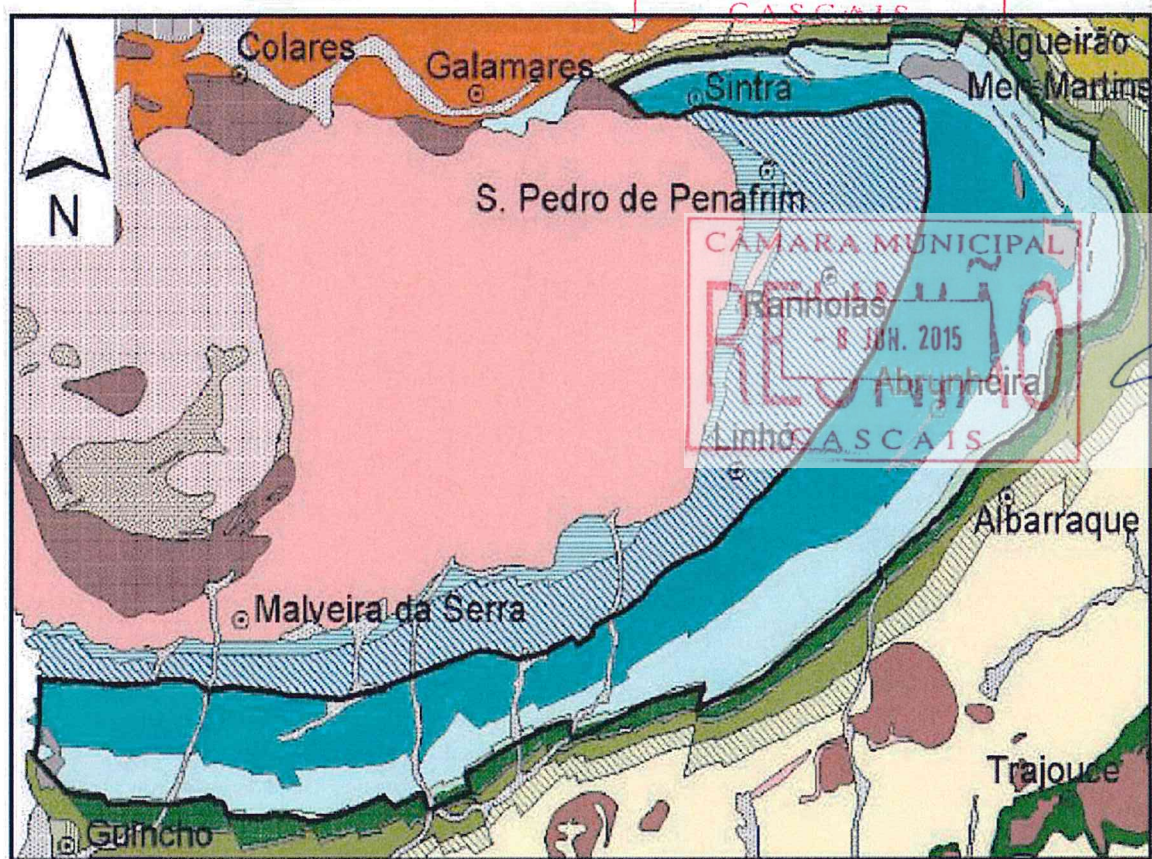 CASCAIS
Colares
Galamares
Sintra
Algueirão
Mem Martins
N
S. Pedro de Penafrim
CÂMARA MUNICIPAL
Ranholas
REUNIÃO
- 8 JUN. 2015
Abrunheira
Linhó
CASCAIS
Albarraque
Malveira da Serra
Trajouce
Guincho